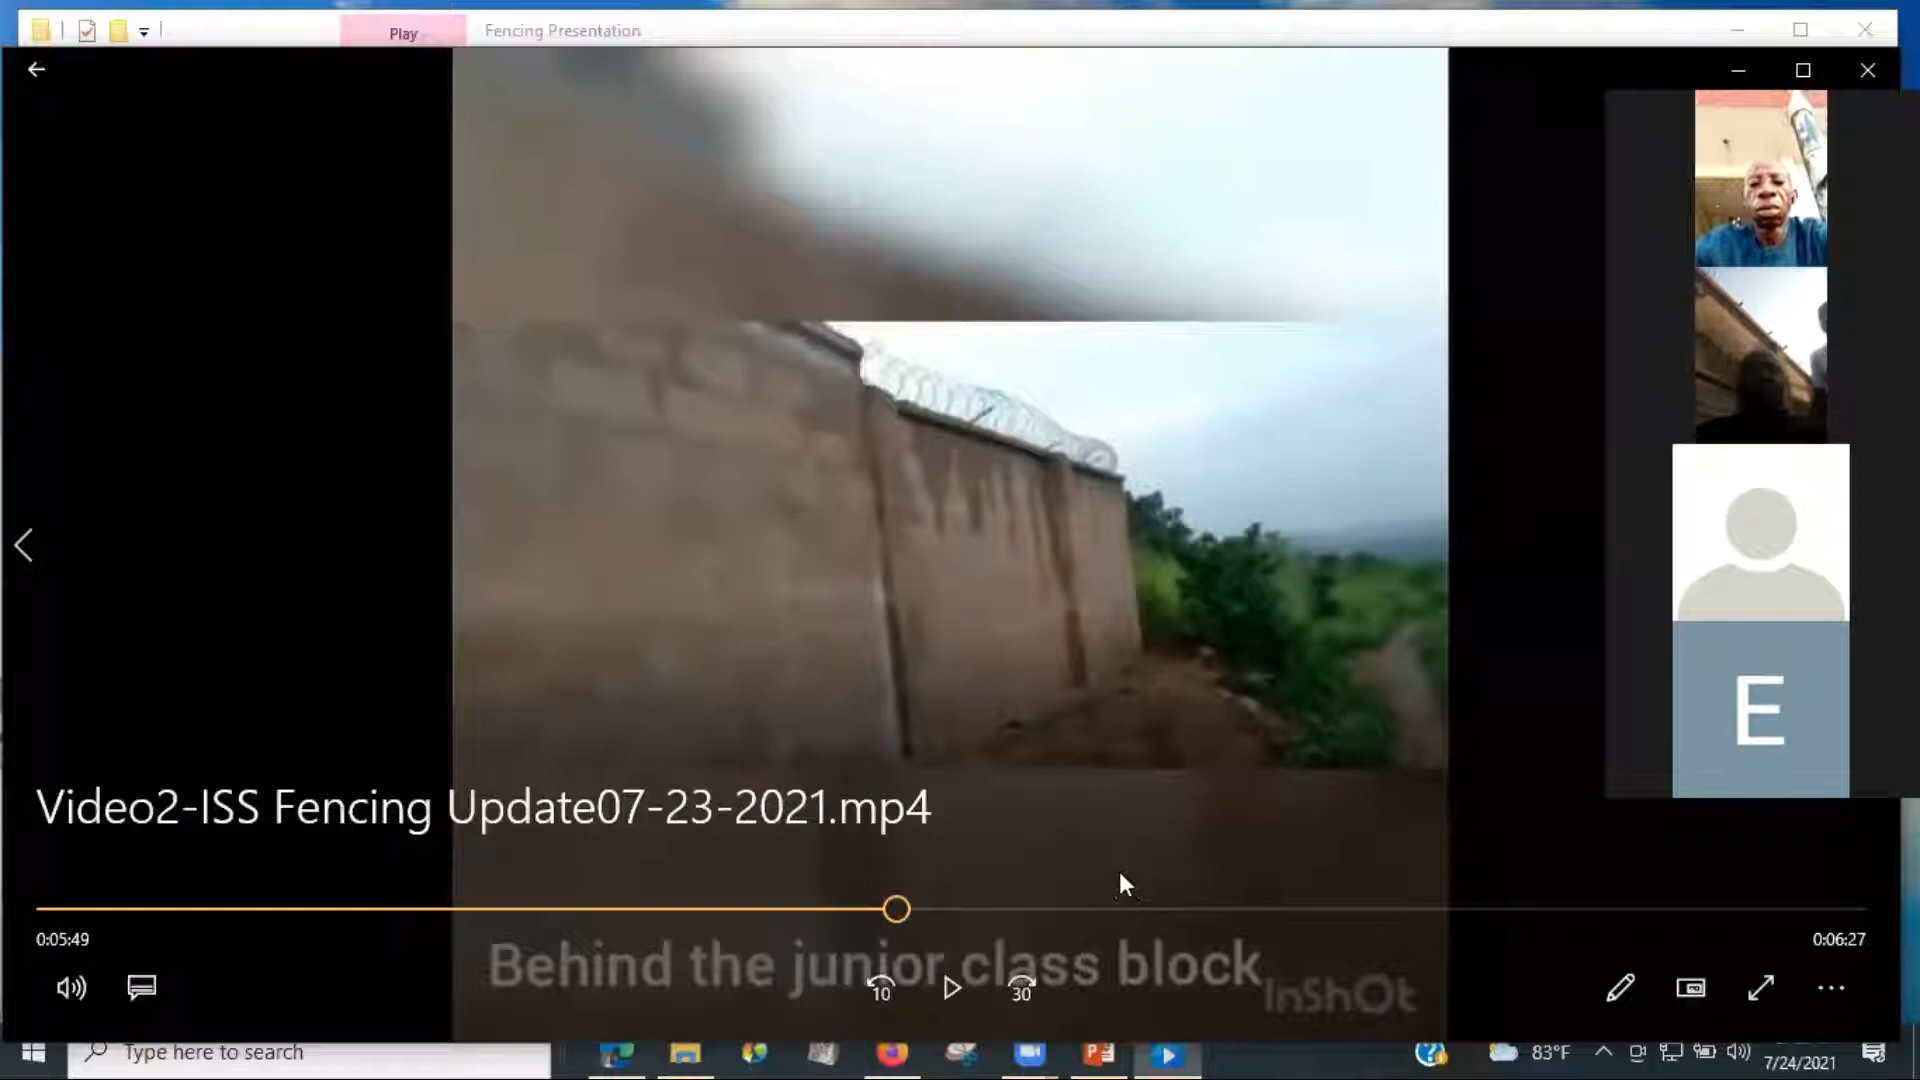 Play
Fencing Presentation
E
Video2-ISS Fencing Update07-23-2021.mp4
0:05:49
0:06:27
Behind the junior class block
InShOt
10
30
Type here to search
83°F
7/24/2021